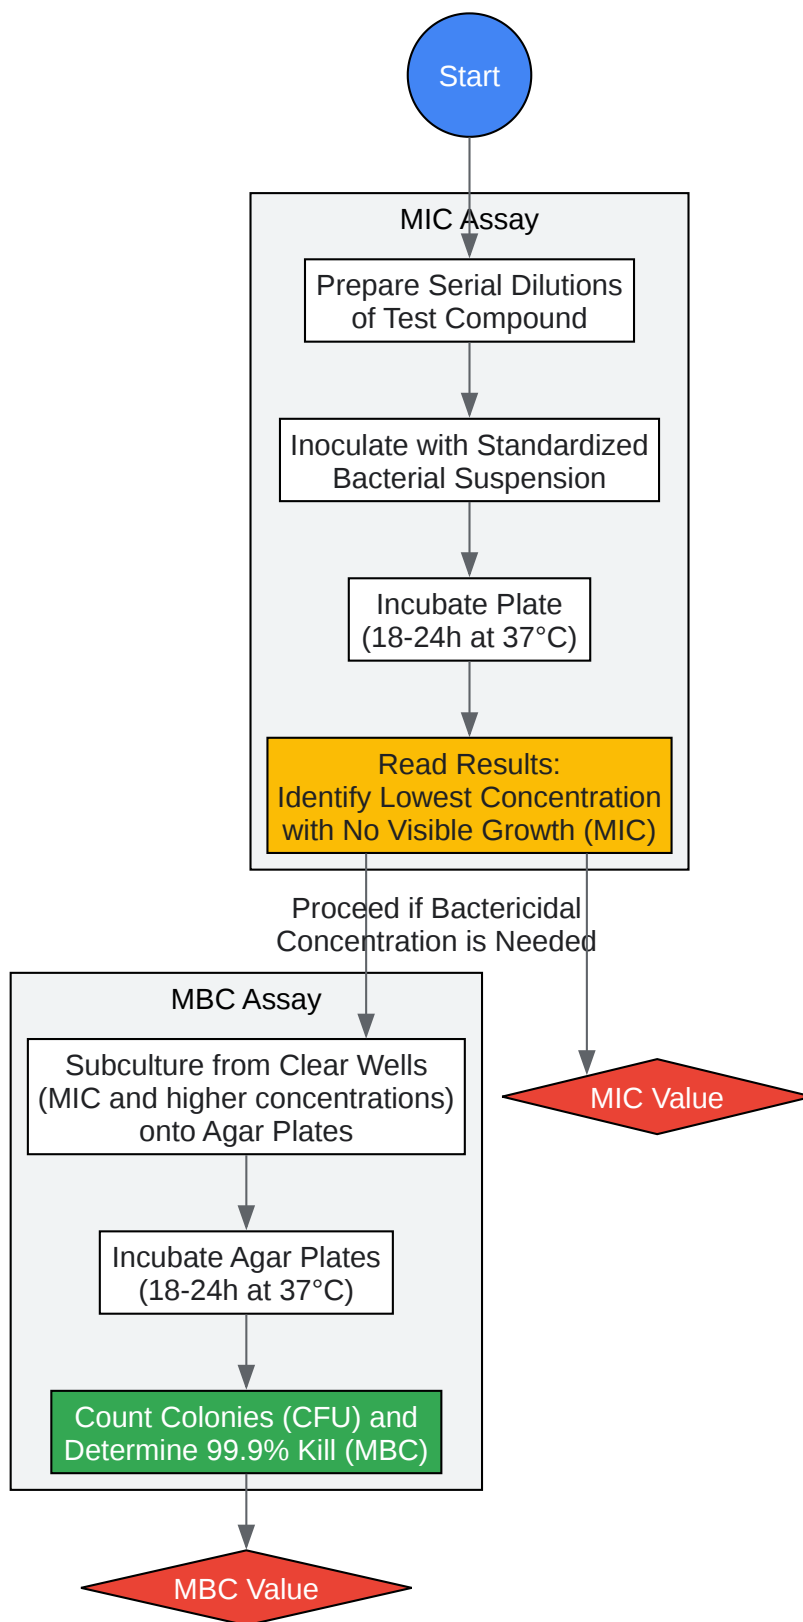 Start
MIC Assay
Prepare Serial Dilutions
of Test Compound
Inoculate with Standardized
Bacterial Suspension
Incubate Plate
(18-24h at 37°C)
Read Results:
Identify Lowest Concentration
with No Visible Growth (MIC)
Proceed if Bactericidal
Concentration is Needed
MBC Assay
Subculture from Clear Wells
(MIC and higher concentrations)
onto Agar Plates
MIC Value
Incubate Agar Plates
(18-24h at 37°C)
Count Colonies (CFU) and
Determine 99.9% Kill (MBC)
MBC Value